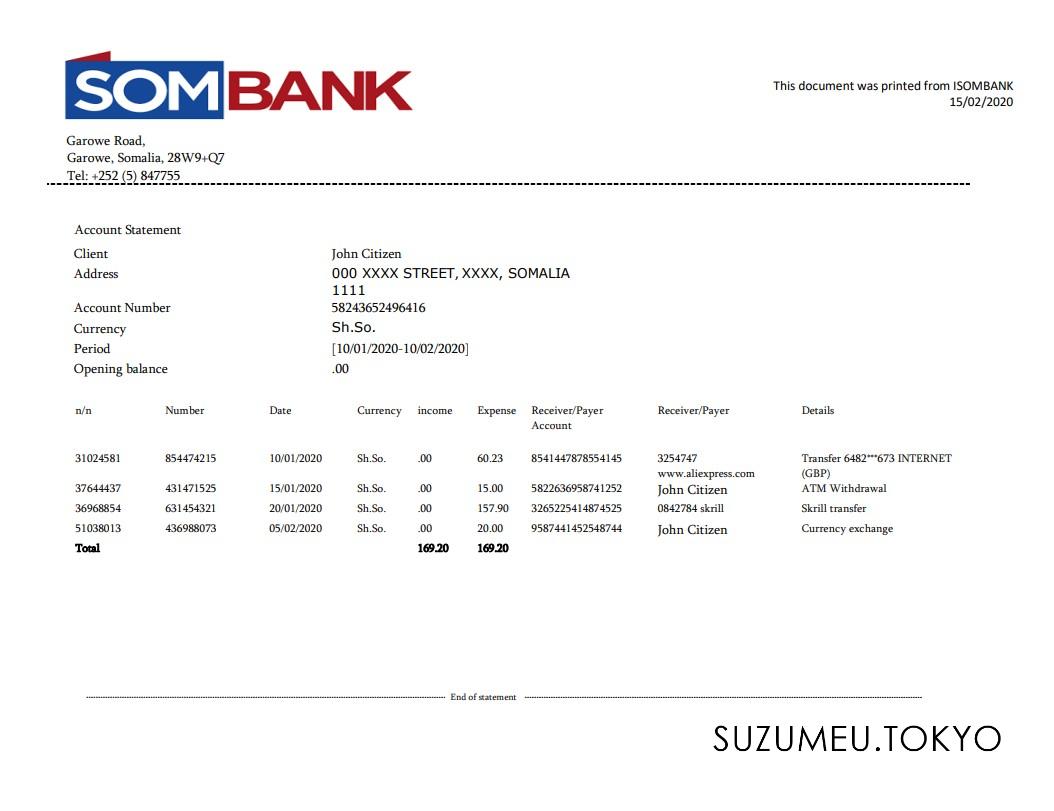 SOMBANK
This document was printed from ISOMBANK
15/02/2020
Garowe Road,
Garowe, Somalia, 28W9+Q7
Tel: +252 (5) 847755
Account Statement
Client John Citizen
Address 000 XXXX STREET, XXXX, SOMALIA
1111
Account Number 58243652496416
Currency Sh.So.
Period [10/01/2020-10/02/2020]
Opening balance .00
n/n Number Date Currency income Expense Receiver/Payer Receiver/Payer Details
Account
31024581 854474215 10/01/2020 Sh.So. .00 60.23 8541447878554145 3254747 Transfer 6482***673 INTERNET
www.aliexpress.com (GBP)
37644437 431471525 15/01/2020 Sh.So. .00 15.00 5822636958741252 John Citizen ATM Withdrawal
36968854 631454321 20/01/2020 Sh.So. .00 157.90 3265225414874525 0842784 skrill Skrill transfer
51038013 436988073 05/02/2020 Sh.So. .00 20.00 9587441452548744 John Citizen Currency exchange
Total 169.20 169.20
End of statement
SUZUMEU.TOKYO